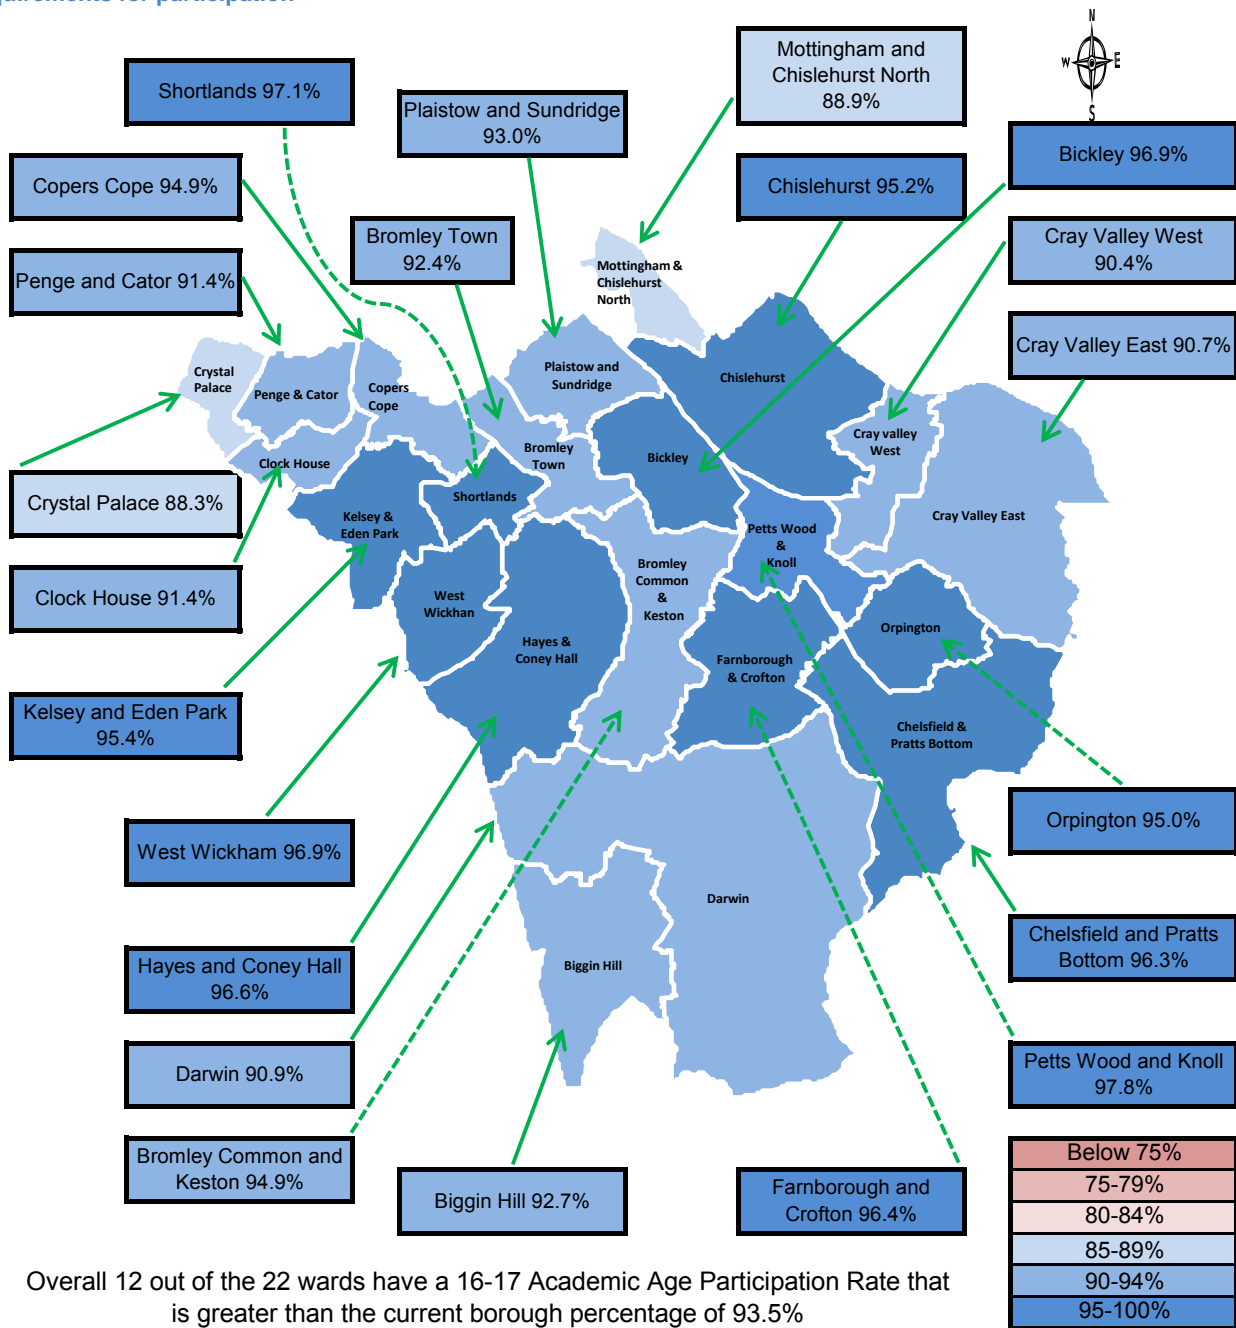 N
W E
S
Mottingham and
Chislehurst North
88.9%
Shortlands 97.1%
Plaistow and Sundridge
93.0%
Bickley 96.9%
Copers Cope 94.9%
Chislehurst 95.2%
Bromley Town
92.4%
Cray Valley West
90.4%
Penge and Cator 91.4%
Cray Valley East 90.7%
Mottingham &
Chislehurst
North
Crystal
Palace
Penge & Cator
Copers
Cope
Plaistow and
Sundridge
Chislehurst
Clock House
Bromley
Town
Bickley
Cray valley
West
Crystal Palace 88.3%
Shortlands
Kelsey &
Eden Park
Petts Wood
&
Knoll
Cray Valley East
Clock House 91.4%
West
Wickhan
Bromley
Common
&
Keston
Hayes &
Coney Hall
Orpington
Farnborough
& Crofton
Kelsey and Eden Park
95.4%
Chelsfield &
Pratts Bottom
West Wickham 96.9%
Orpington 95.0%
Darwin
Hayes and Coney Hall
96.6%
Biggin Hill
Chelsfield and Pratts
Bottom 96.3%
Darwin 90.9%
Petts Wood and Knoll
97.8%
Bromley Common and
Keston 94.9%
Biggin Hill 92.7%
Farnborough and
Crofton 96.4%
Below 75%
75-79%
80-84%
85-89%
90-94%
95-100%
Overall 12 out of the 22 wards have a 16-17 Academic Age Participation Rate that
is greater than the current borough percentage of 93.5%